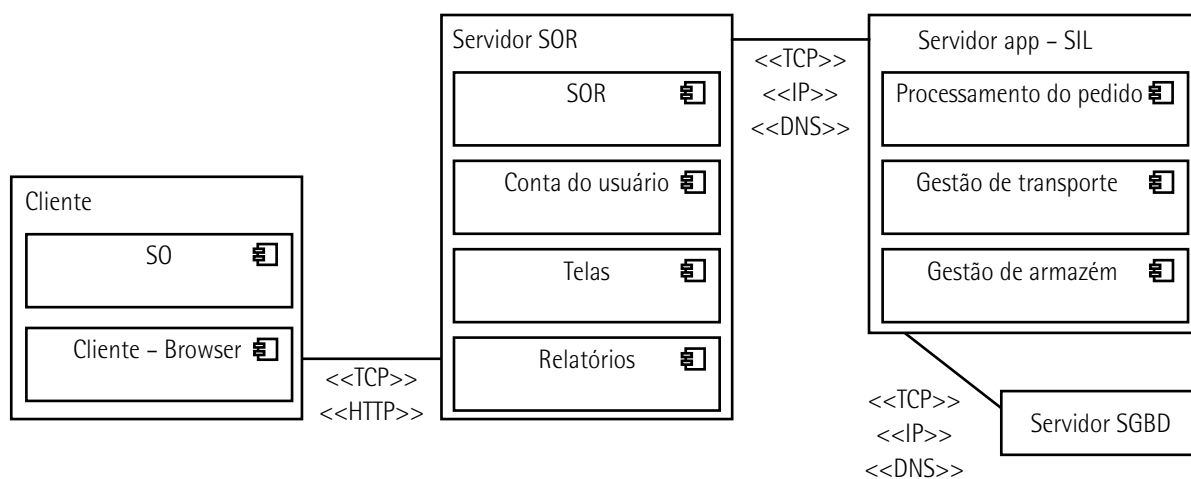 Cliente
SO
Cliente – Browser
<<TCP>>
<<HTTP>>
Servidor SOR
SOR
Conta do usuário
Telas
Relatórios
<<TCP>>
<<IP>>
<<DNS>>
Servidor app – SIL
Processamento do pedido
Gestão de transporte
Gestão de armazém
<<TCP>>
<<IP>>
<<DNS>>
Servidor SGBD